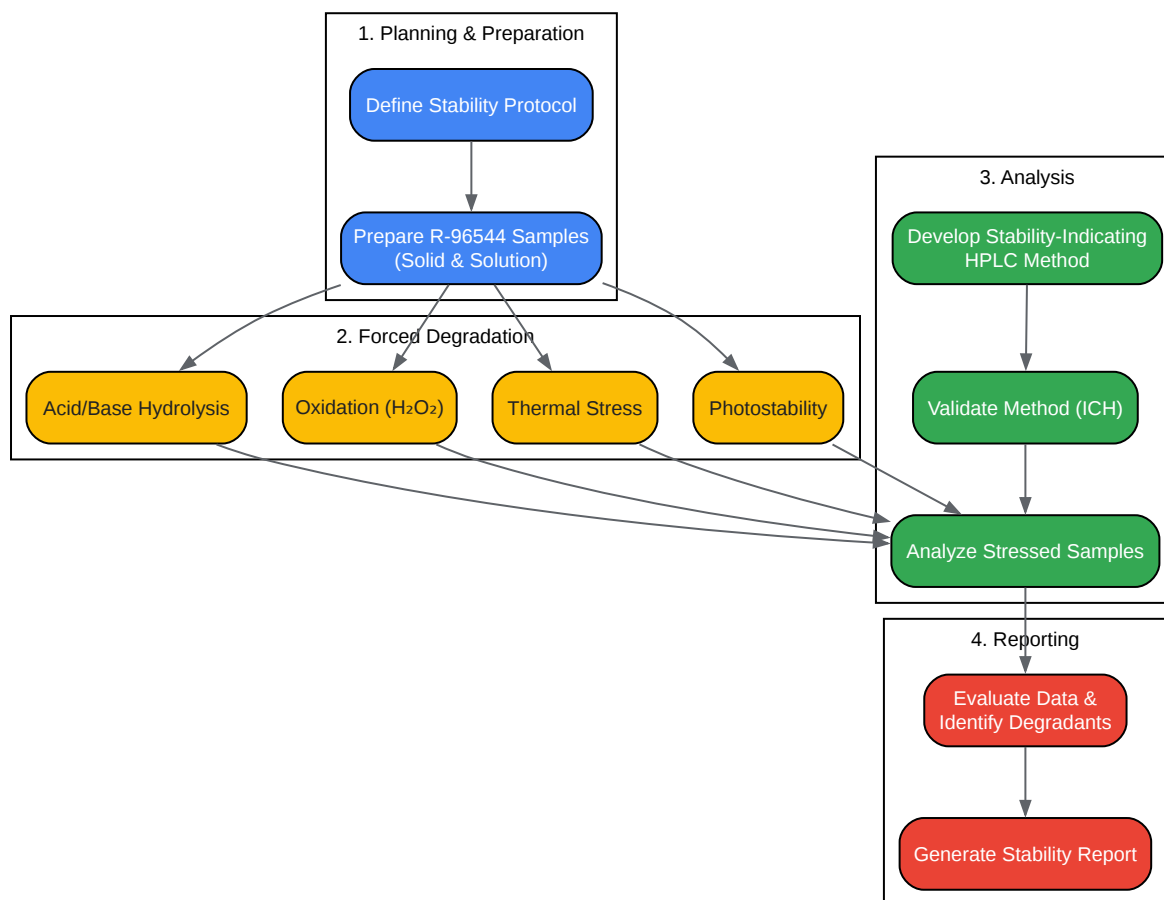 1. Planning & Preparation
Define Stability Protocol
Prepare R-96544 Samples
(Solid & Solution)
2. Forced Degradation
Acid/Base Hydrolysis
Oxidation (H₂O₂)
Thermal Stress
Photostability
3. Analysis
Develop Stability-Indicating
HPLC Method
Validate Method (ICH)
Analyze Stressed Samples
4. Reporting
Evaluate Data &
Identify Degradants
Generate Stability Report